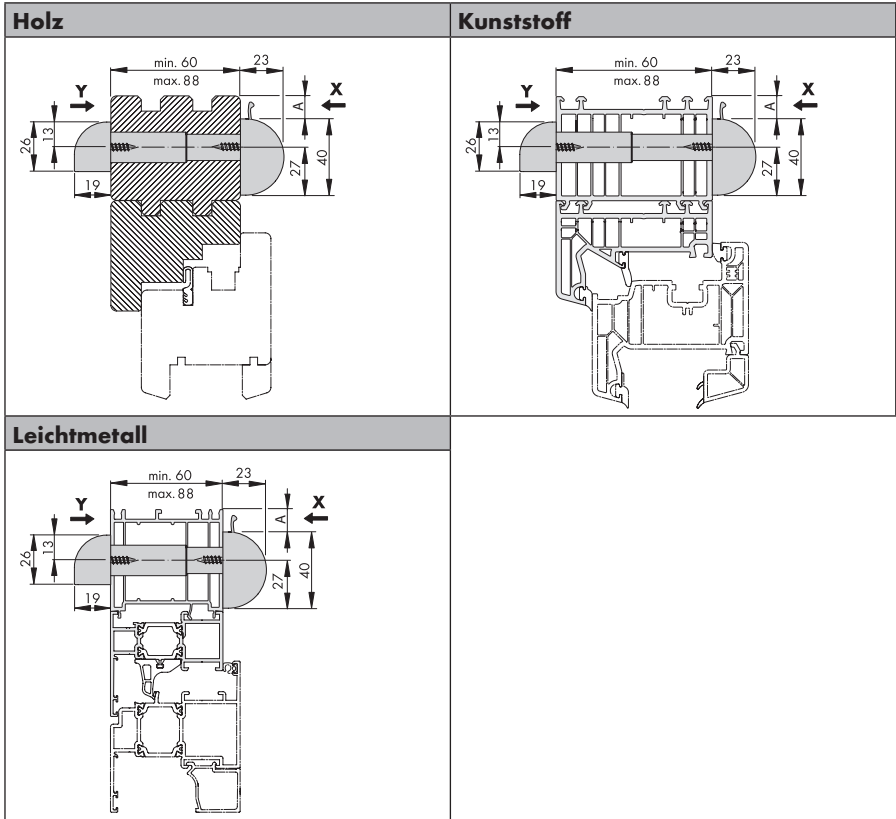 Holz
min. 60
max. 88
23
Y
X
A
13
26
19
27
40
Kunststoff
min. 60
max. 88
23
Y
X
A
13
26
19
27
40
Leichtmetall
min. 60
max. 88
23
Y
X
A
13
26
19
27
40